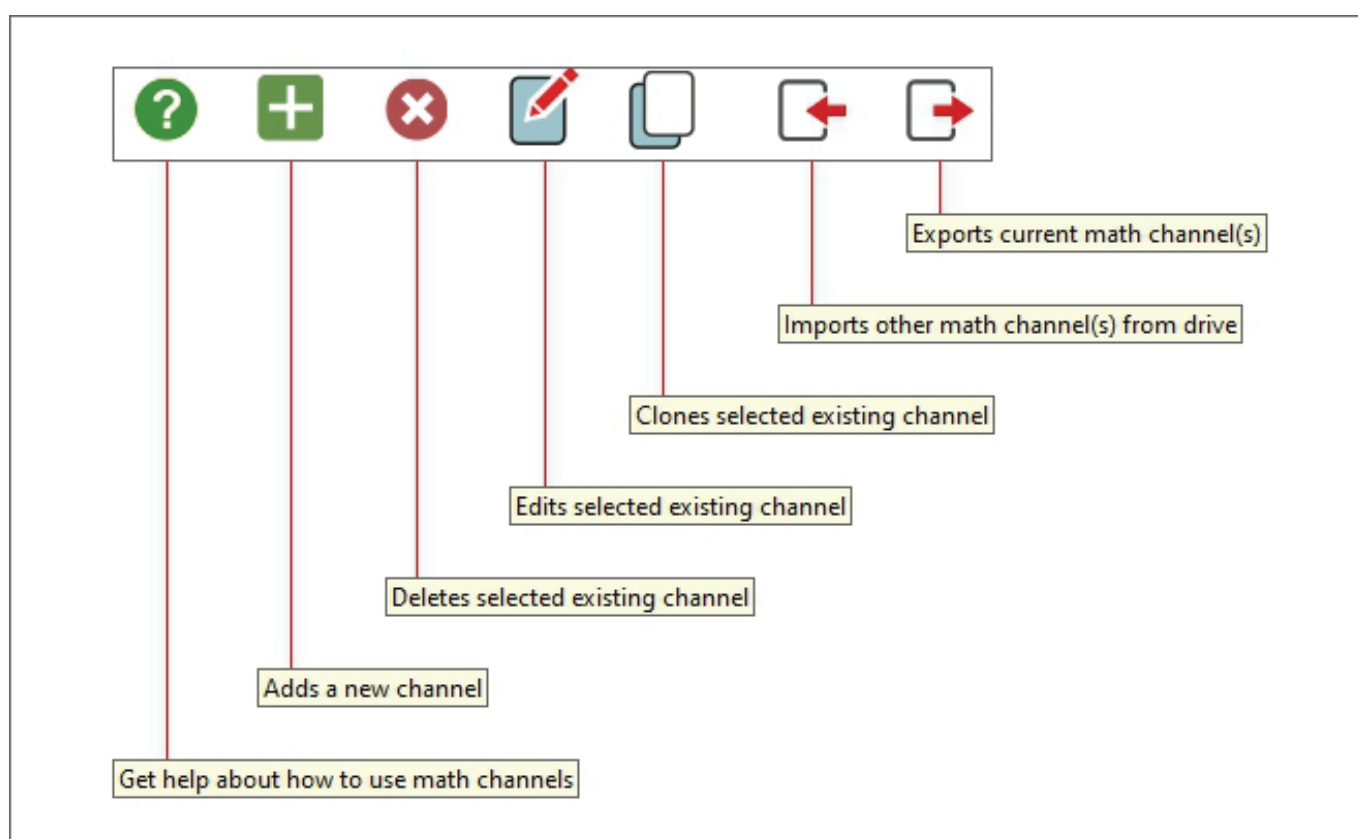 Exports current math channel(s)
Imports other math channel(s) from drive
Clones selected existing channel
Edits selected existing channel
Deletes selected existing channel
Adds a new channel
Get help about how to use math channels